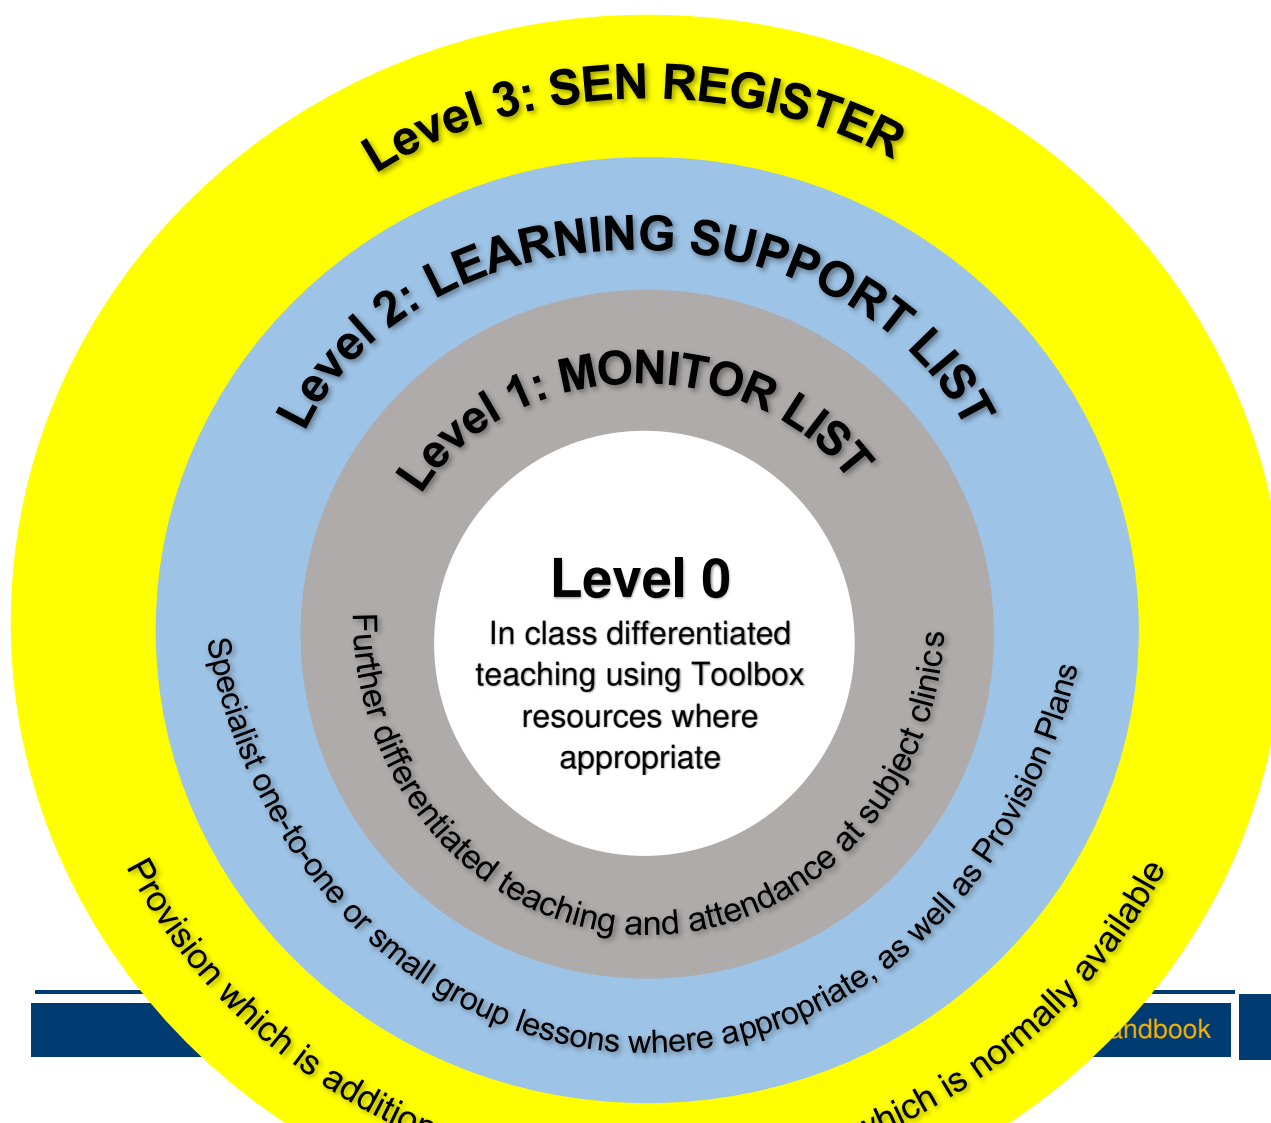 Level 3: SEN REGISTER
Level 2: LEARNING SUPPORT LIST
Level 1: MONITOR LIST
Level 0
In class differentiated
teaching using Toolbox
resources where
appropriate
Further differentiated teaching and attendance at subject clinics
Specialist one-to-one or small group lessons where appropriate, as well as Provision Plans
Provision which is
which is normally available